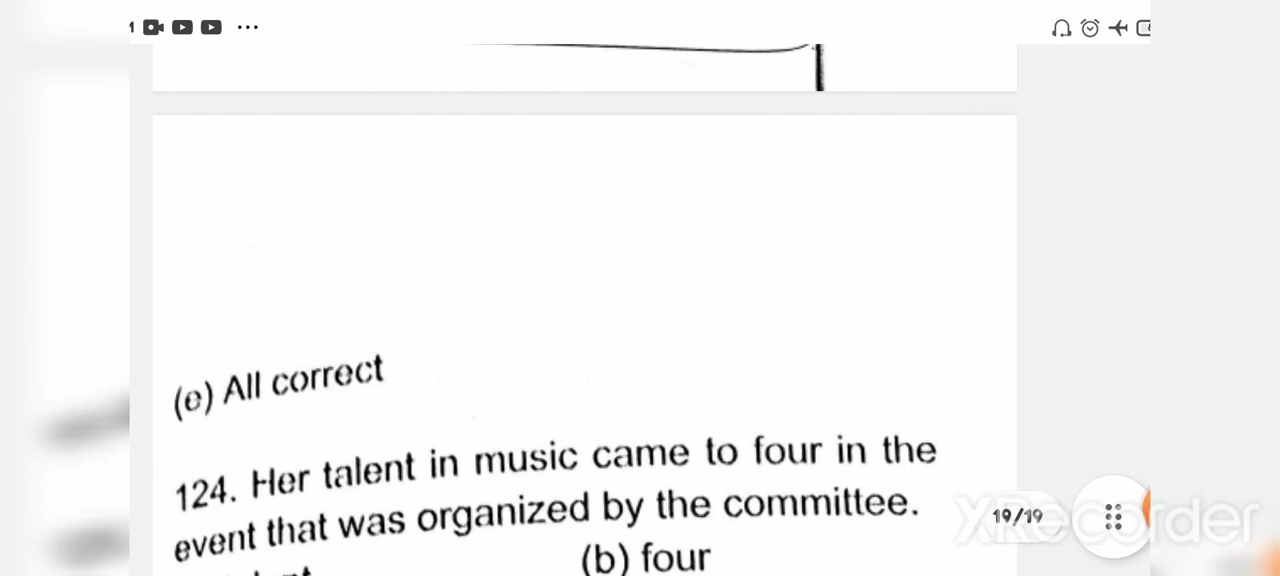 (e) All correct
124. Her talent in music came to four in the
event that was organized by the committee.
(b) four
19/19
XRecorder